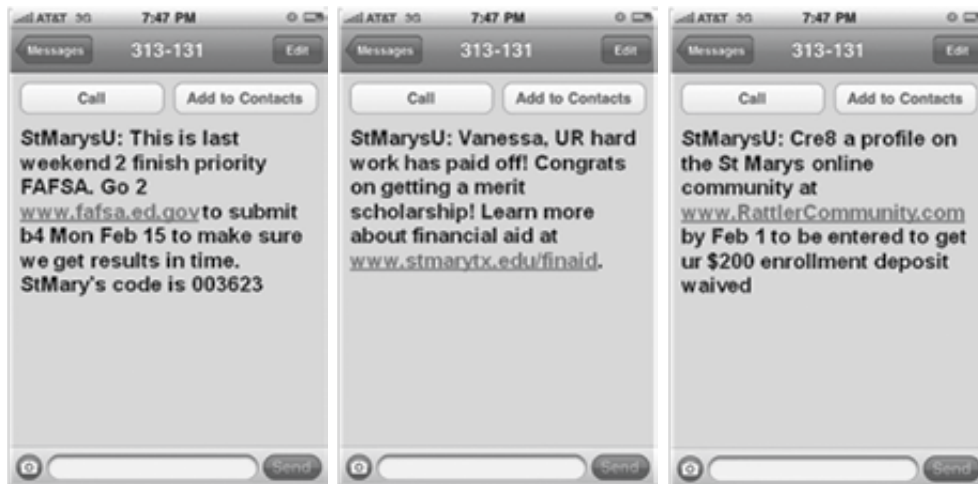 AT&T 3G 7:47 PM
Messages 313-131 Edit
Call Add to Contacts
StMarysU: This is last
weekend 2 finish priority
FAFSA. Go 2
www.fafsa.ed.gov to submit
b4 Mon Feb 15 to make sure
we get results in time.
StMary's code is 003623
Send
AT&T 3G 7:47 PM
Messages 313-131 Edit
Call Add to Contacts
StMarysU: Vanessa, UR hard
work has paid off! Congrats
on getting a merit
scholarship! Learn more
about financial aid at
www.stmarytx.edu/finaid.
Send
AT&T 3G 7:47 PM
Messages 313-131 Edit
Call Add to Contacts
StMarysU: Cre8 a profile on
the St Marys online
community at
www.RattlerCommunity.com
by Feb 1 to be entered to get
ur $200 enrollment deposit
waived
Send